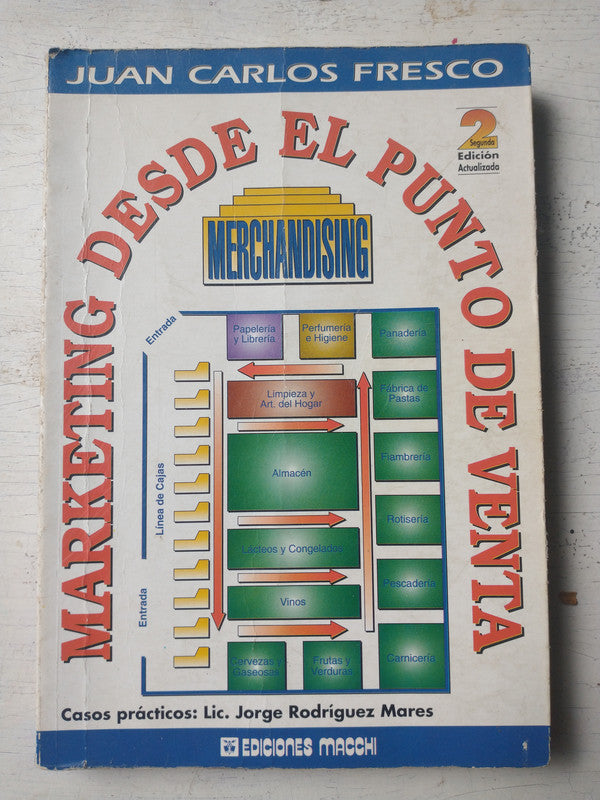 JUAN CARLOS FRESCO
MARKETING DESDE EL PUNTO DE VENTA
2
Segunda
Edición
Actualizada
MERCHANDISING
Entrada
Papelería
y Librería
Perfumería
e Higiene
Panadería
Limpieza y
Art. del Hogar
Fábrica de
Pastas
Almacén
Fiambrería
Línea de Cajas
Rotisería
Lácteos y Congelados
Pescadería
Vinos
Entrada
Cervezas y
Gaseosas
Frutas y
Verduras
Carnicería
Casos prácticos: Lic. Jorge Rodríguez Mares
EDICIONES MACCHI